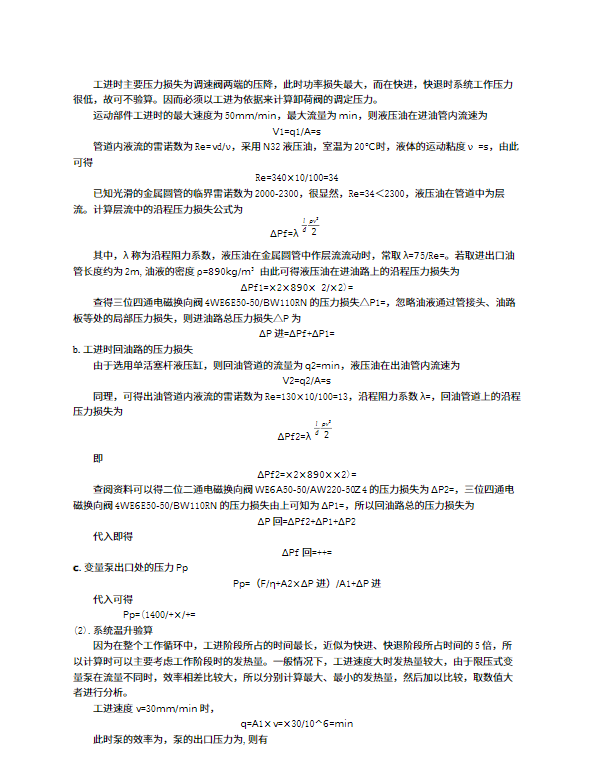 工进时主要压力损失为调速阀两端的压降，此时功率损失最大，而在快进，快退时系统工作压力
很低，故可不验算。因而必须以工进为依据来计算卸荷阀的调定压力。
运动部件工进时的最大速度为 50mm/min，最大流量为 min，则液压油在进油管内流速为
V1=q1/A=s
管道内液流的雷诺数为 Re=vd/υ，采用 N32 液压油，室温为 20℃时，液体的运动粘度 υ =s，由此
可得
Re=340×10/100=34
已知光滑的金属圆管的临界雷诺数为 2000-2300，很显然，Re=34＜2300，液压油在管道中为层
流。计算层流中的沿程压力损失公式为
ΔPf=λ l/d ρv²/2
其中，λ 称为沿程阻力系数，液压油在金属圆管中作层流流动时，常取 λ=75/Re=。若取进出口油
管长度约为 2m, 油液的密度 ρ=890kg/m³ 由此可得液压油在进油路上的沿程压力损失为
ΔPf1=×2×890× 2/×2)=
查得三位四通电磁换向阀 4WE6E50-50/BW110RN 的压力损失△P1=，忽略油液通过管接头、油路
板等处的局部压力损失，则进油路总压力损失△P 为
ΔP 进=ΔPf+ΔP1=
b. 工进时回油路的压力损失
由于选用单活塞杆液压缸，则回油管道的流量为 q2=min，液压油在出油管内流速为
V2=q2/A=s
同理，可得出油管道内液流的雷诺数为 Re=130×10/100=13，沿程阻力系数 λ=，回油管道上的沿程
压力损失为
ΔPf2=λ l/d ρv²/2
即
ΔPf2=×2×890××2)=
查阅资料可以得二位二通电磁换向阀 WE6A50-50/AW220-50Z4 的压力损失为 ΔP2=，三位四通电
磁换向阀 4WE6E50-50/BW110RN 的压力损失由上可知为 ΔP1=，所以回油路总的压力损失为
ΔP 回=ΔPf2+ΔP1+ΔP2
代入即得
ΔPf 回=++=
c. 变量泵出口处的压力 Pp
Pp=（F/η+A2×ΔP 进）/A1+ΔP 进
代入可得
Pp=(1400/+×/+=
(2). 系统温升验算
因为在整个工作循环中，工进阶段所占的时间最长，近似为快进、快退阶段所占时间的 5 倍，所
以计算时可以主要考虑工作阶段时的发热量。一般情况下，工进速度大时发热量较大，由于限压式变
量泵在流量不同时，效率相差比较大，所以分别计算最大、最小的发热量，然后加以比较，取数值大
者进行分析。
工进速度 v=30mm/min 时，
q=A1×v=×30/10^6=min
此时泵的效率为，泵的出口压力为, 则有